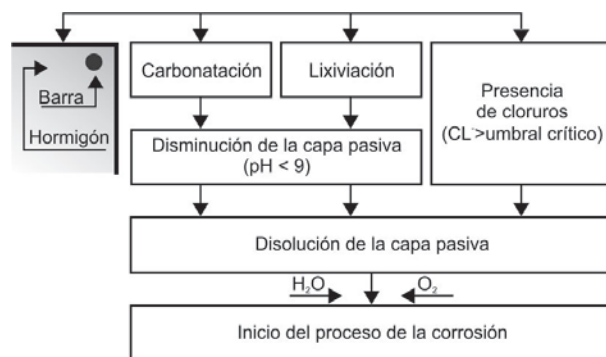 Barra
Hormigón
Carbonatación
Lixiviación
Presencia
de cloruros
(CL⁻>umbral crítico)
Disminución de la capa pasiva
(pH < 9)
Disolución de la capa pasiva
H₂O
O₂
Inicio del proceso de la corrosión